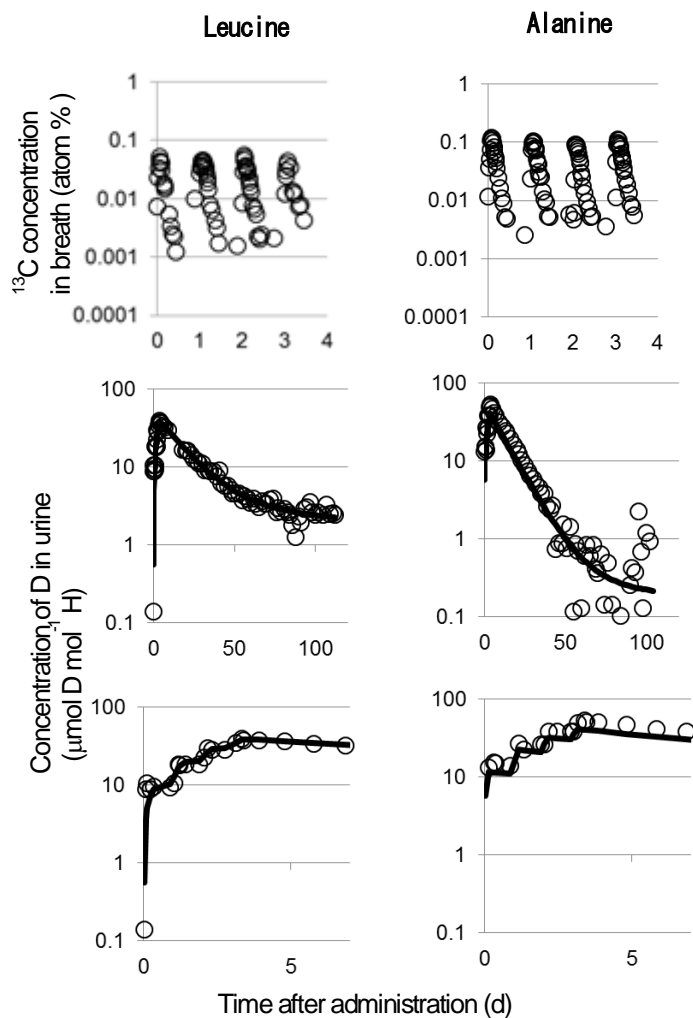 Leucine
Alanine
¹³C concentration
in breath (atom %)
1
0.1
0.01
0.001
0.0001
0 1 2 3 4
1
0.1
0.01
0.001
0.0001
0 1 2 3 4
Concentration of D in urine
(μmol D mol⁻¹ H)
100
10
1
0.1
0 50 100
100
10
1
0.1
0 50 100
100
10
1
0.1
0 5
100
10
1
0.1
0 5
Time after administration (d)